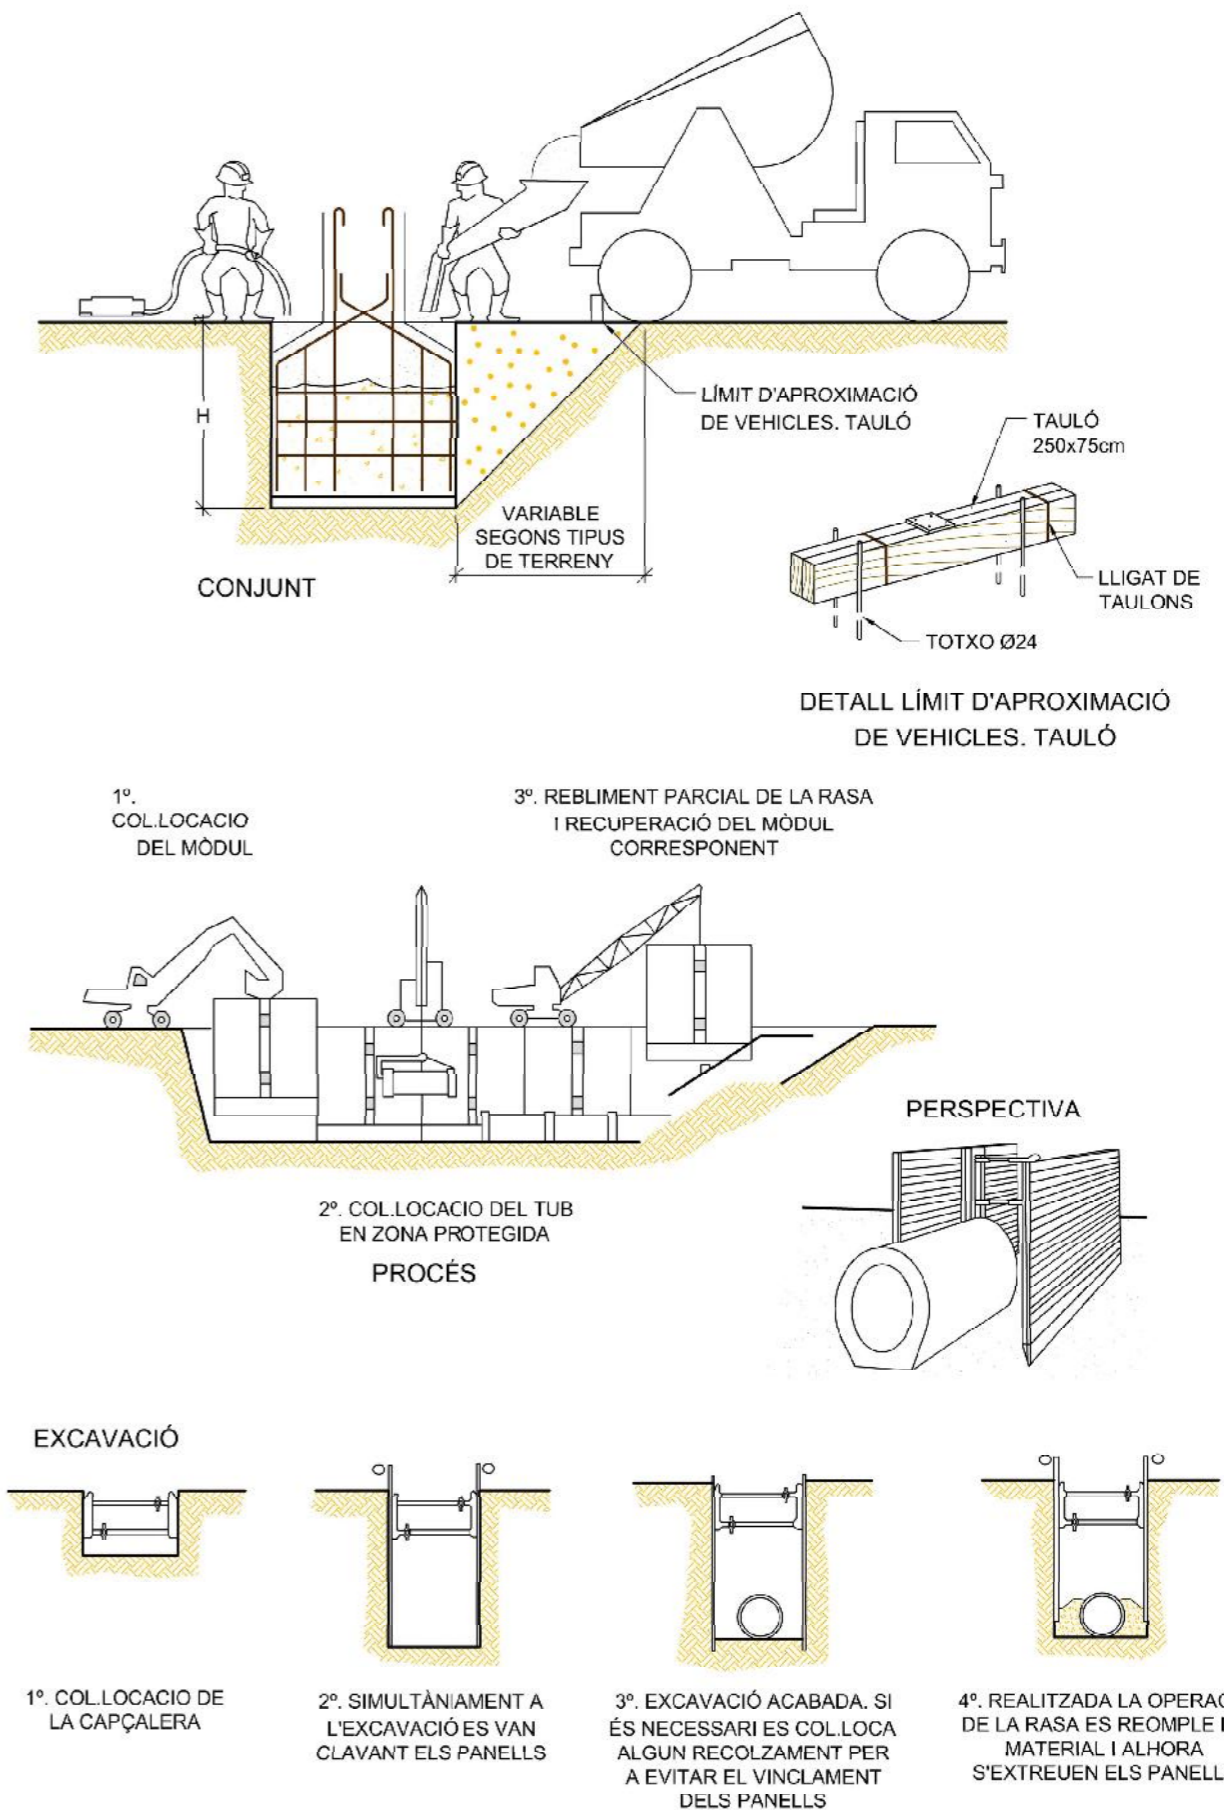 H
LÍMIT D'APROXIMACIÓ
DE VEHICLES. TAULÓ
VARIABLE
SEGONS TIPUS
DE TERRENY
CONJUNT
TAULÓ
250x75cm
LLIGAT DE
TAULONS
TOTXO Ø24
DETALL LÍMIT D'APROXIMACIÓ
DE VEHICLES. TAULÓ
1º.
COL.LOCACIO
DEL MÒDUL
3º. REBLIMENT PARCIAL DE LA RASA
I RECUPERACIÓ DEL MÒDUL
CORRESPONENT
2º. COL.LOCACIO DEL TUB
EN ZONA PROTEGIDA
PROCÉS
PERSPECTIVA
EXCAVACIÓ
1º. COL.LOCACIO DE
LA CAPÇALERA
2º. SIMULTÀNIAMENT A
L'EXCAVACIÓ ES VAN
CLAVANT ELS PANELLS
3º. EXCAVACIÓ ACABADA. SI
ÉS NECESSARI ES COL.LOCA
ALGUN RECOLZAMENT PER
A EVITAR EL VINCLAMENT
DELS PANELLS
4º. REALITZADA LA OPERAC
DE LA RASA ES REOMPLE
MATERIAL I ALHORA
S'EXTREUEN ELS PANELL